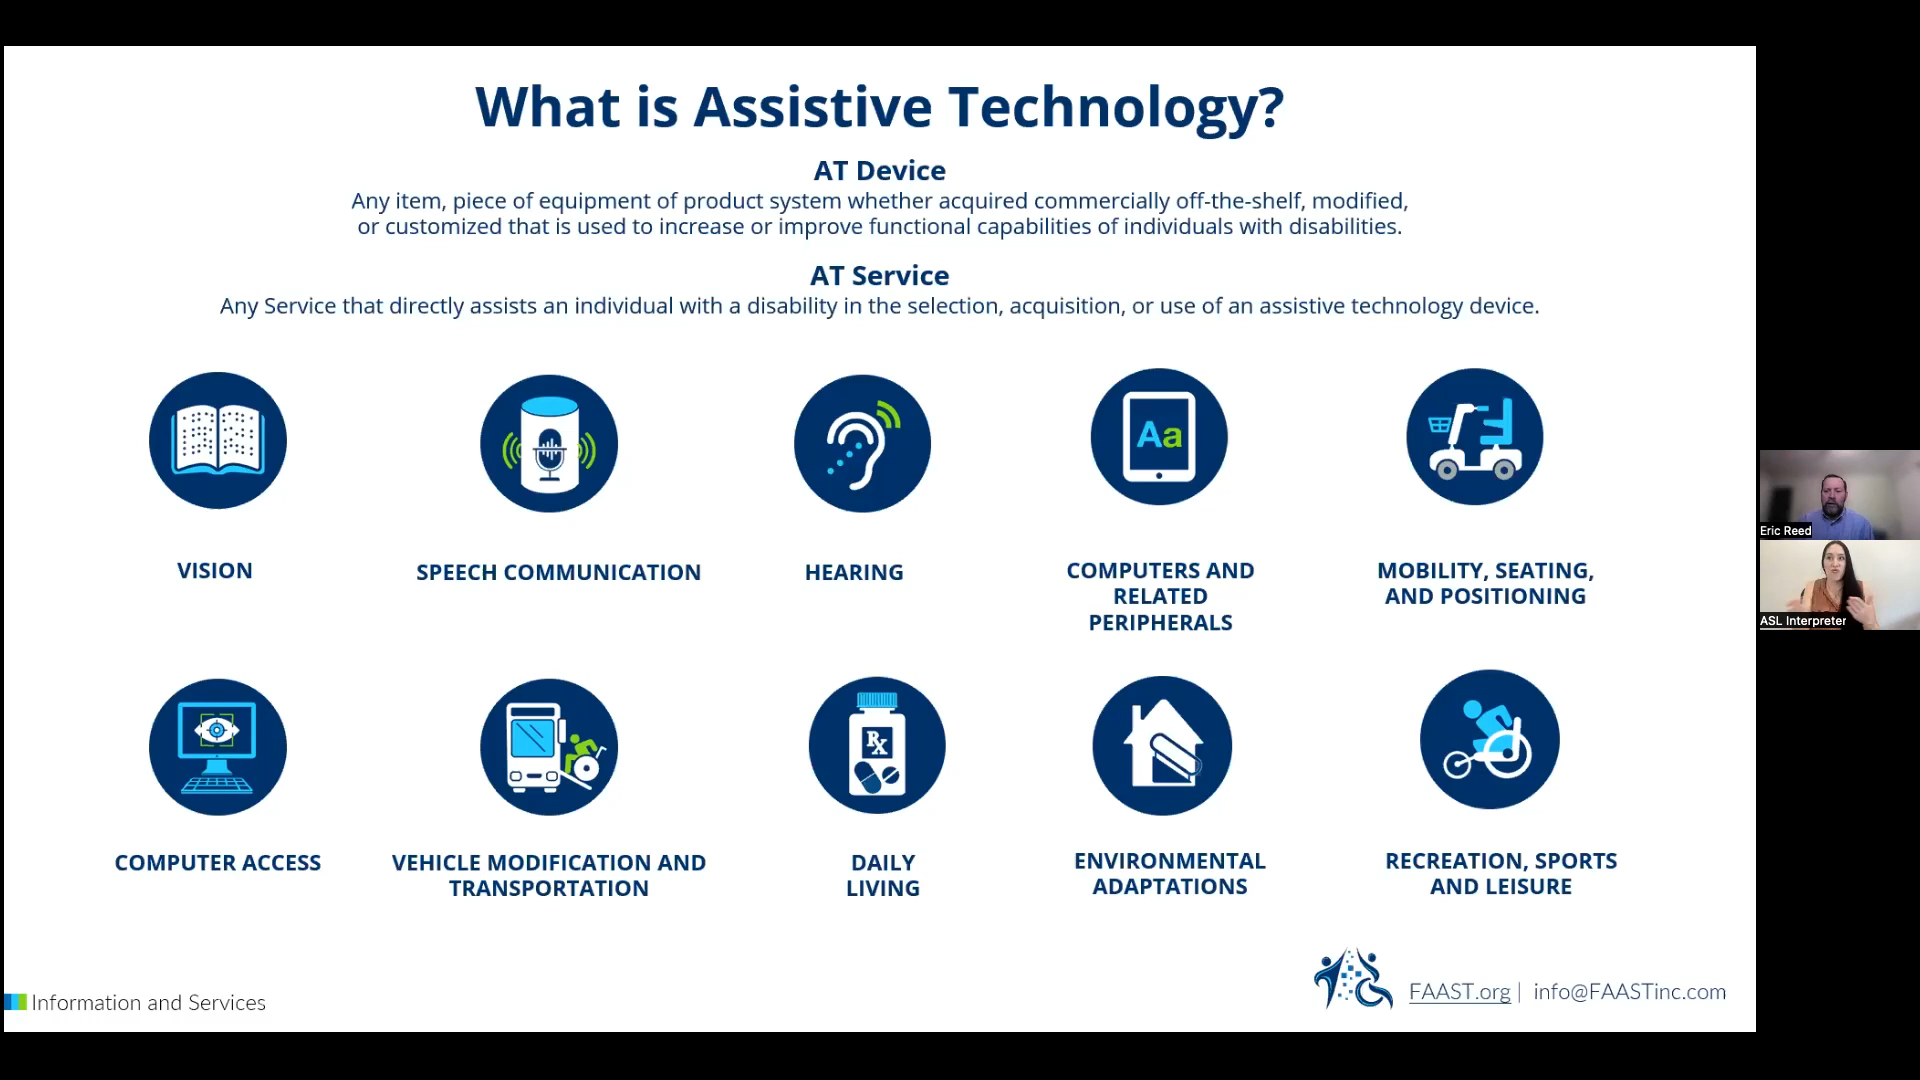 What is Assistive Technology?
AT Device
Any item, piece of equipment of product system whether acquired commercially off-the-shelf, modified,
or customized that is used to increase or improve functional capabilities of individuals with disabilities.
AT Service
Any Service that directly assists an individual with a disability in the selection, acquisition, or use of an assistive technology device.
Aa
VISION
SPEECH COMMUNICATION
HEARING
COMPUTERS AND
RELATED
PERIPHERALS
MOBILITY, SEATING,
AND POSITIONING
Eric Reed
ASL Interpreter
Rx
COMPUTER ACCESS
VEHICLE MODIFICATION AND
TRANSPORTATION
DAILY
LIVING
ENVIRONMENTAL
ADAPTATIONS
RECREATION, SPORTS
AND LEISURE
Information and Services
FAAST.org | info@FAASTinc.com